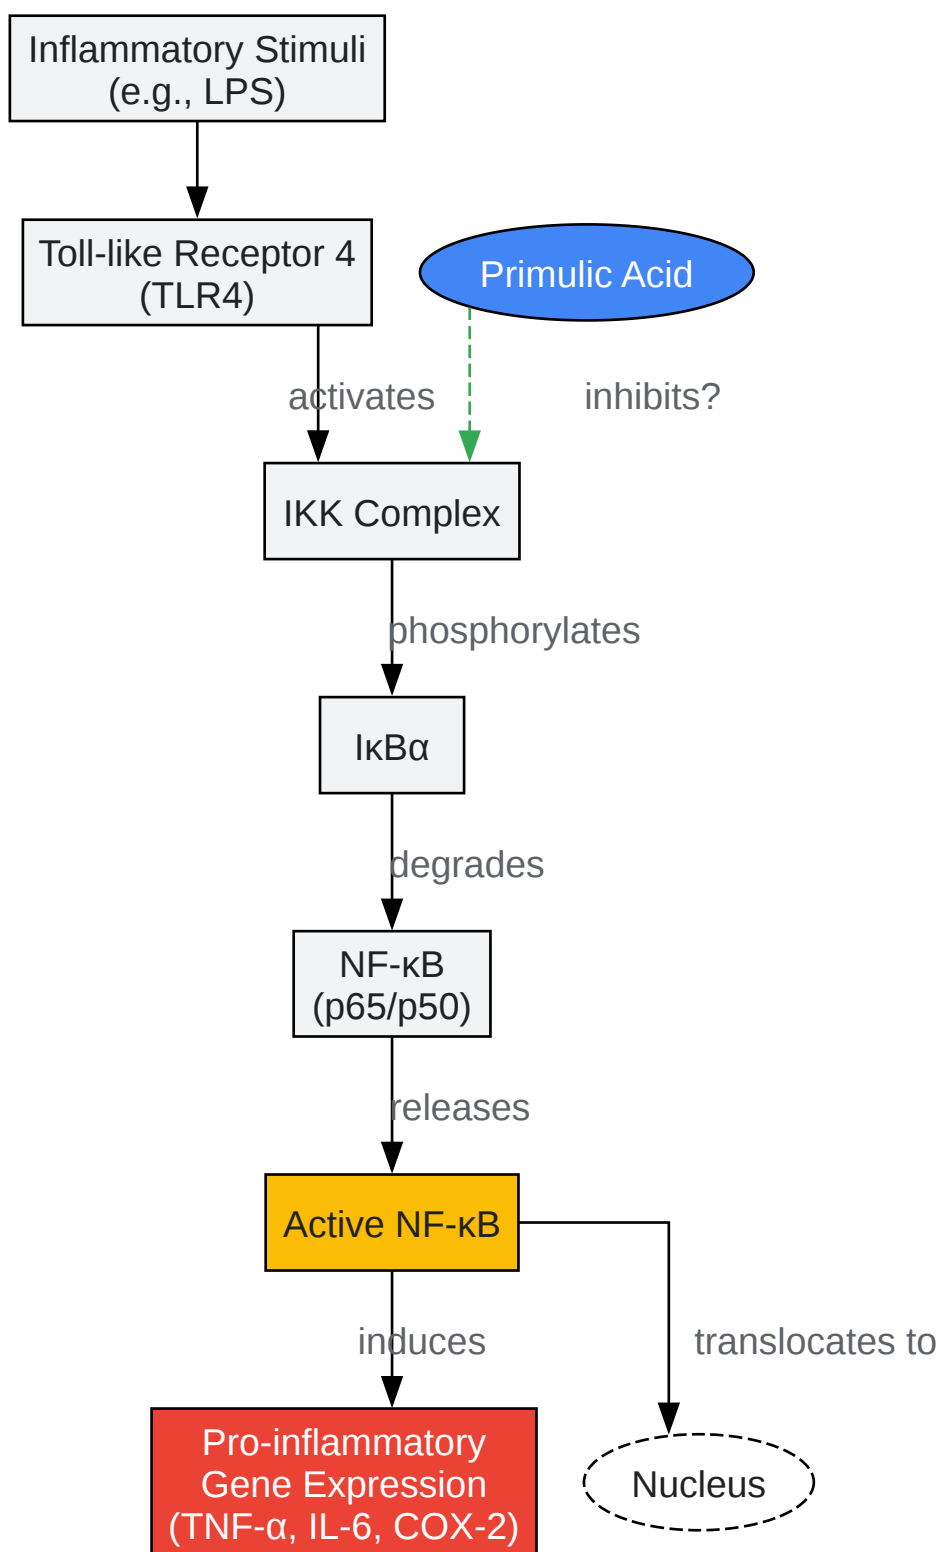 Inflammatory Stimuli
(e.g., LPS)
Toll-like Receptor 4
(TLR4)
Primulic Acid
activates
inhibits?
IKK Complex
phosphorylates
IκBα
degrades
NF-κB
(p65/p50)
releases
Active NF-κB
induces
translocates to
Pro-inflammatory
Gene Expression
(TNF-α, IL-6, COX-2)
Nucleus